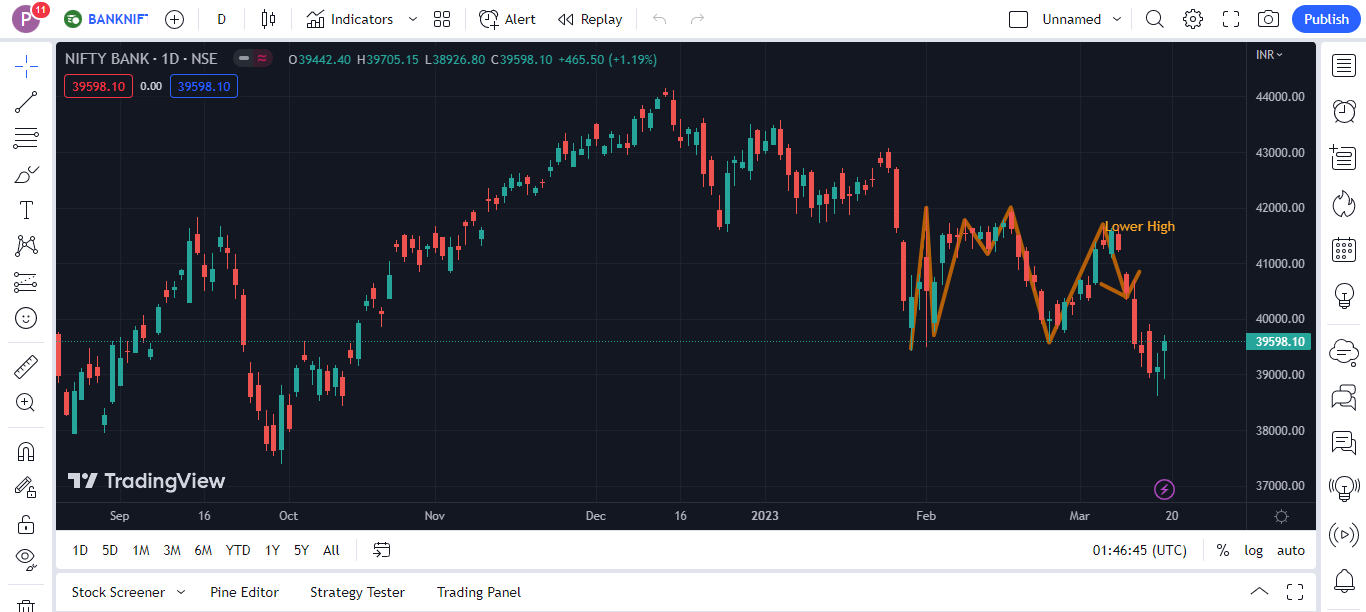 P 11 BANKNIF D Indicators Alert Replay Unnamed Publish
NIFTY BANK · 1D · NSE O39442.40 H39705.15 L38926.80 C39598.10 +465.50 (+1.19%) INR
39598.10 0.00 39598.10
44000.00
43000.00
42000.00
Lower High
41000.00
40000.00
39598.10
39000.00
38000.00
TradingView
37000.00
Sep 16 Oct Nov Dec 16 2023 Feb Mar 20
1D 5D 1M 3M 6M YTD 1Y 5Y All 01:46:45 (UTC) % log auto
Stock Screener Pine Editor Strategy Tester Trading Panel